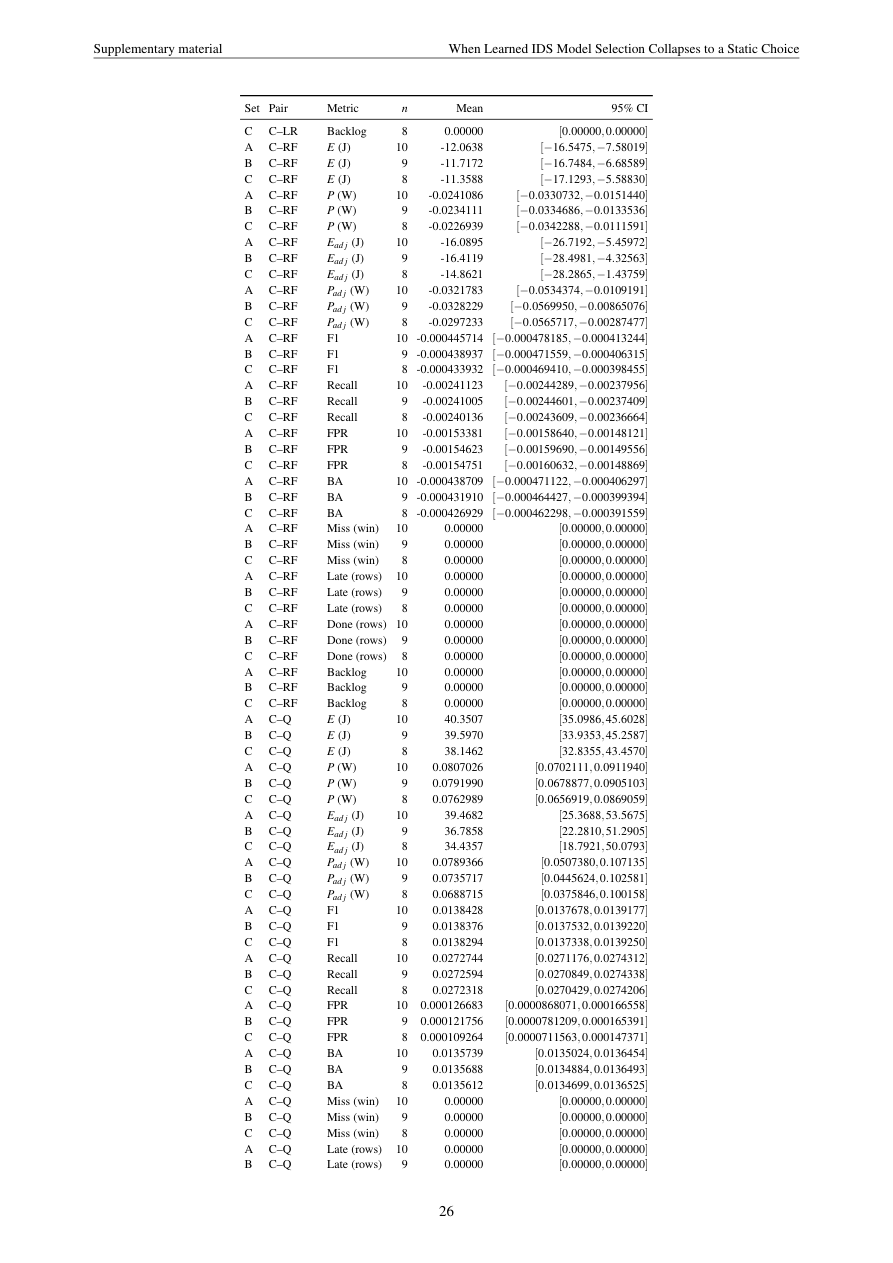 Supplementary material When Learned IDS Model Selection Collapses to a Static Choice
Set Pair Metric n Mean 95% CI
C C–LR Backlog 8 0.00000 [0.00000,0.00000]
A C–RF E (J) 10 -12.0638 [−16.5475,−7.58019]
B C–RF E (J) 9 -11.7172 [−16.7484,−6.68589]
C C–RF E (J) 8 -11.3588 [−17.1293,−5.58830]
A C–RF P (W) 10 -0.0241086 [−0.0330732,−0.0151440]
B C–RF P (W) 9 -0.0234111 [−0.0334686,−0.0133536]
C C–RF P (W) 8 -0.0226939 [−0.0342288,−0.0111591]
A C–RF Eadj (J) 10 -16.0895 [−26.7192,−5.45972]
B C–RF Eadj (J) 9 -16.4119 [−28.4981,−4.32563]
C C–RF Eadj (J) 8 -14.8621 [−28.2865,−1.43759]
A C–RF Padj (W) 10 -0.0321783 [−0.0534374,−0.0109191]
B C–RF Padj (W) 9 -0.0328229 [−0.0569950,−0.00865076]
C C–RF Padj (W) 8 -0.0297233 [−0.0565717,−0.00287477]
A C–RF F1 10 -0.000445714 [−0.000478185,−0.000413244]
B C–RF F1 9 -0.000438937 [−0.000471559,−0.000406315]
C C–RF F1 8 -0.000433932 [−0.000469410,−0.000398455]
A C–RF Recall 10 -0.00241123 [−0.00244289,−0.00237956]
B C–RF Recall 9 -0.00241005 [−0.00244601,−0.00237409]
C C–RF Recall 8 -0.00240136 [−0.00243609,−0.00236664]
A C–RF FPR 10 -0.00153381 [−0.00158640,−0.00148121]
B C–RF FPR 9 -0.00154623 [−0.00159690,−0.00149556]
C C–RF FPR 8 -0.00154751 [−0.00160632,−0.00148869]
A C–RF BA 10 -0.000438709 [−0.000471122,−0.000406297]
B C–RF BA 9 -0.000431910 [−0.000464427,−0.000399394]
C C–RF BA 8 -0.000426929 [−0.000462298,−0.000391559]
A C–RF Miss (win) 10 0.00000 [0.00000,0.00000]
B C–RF Miss (win) 9 0.00000 [0.00000,0.00000]
C C–RF Miss (win) 8 0.00000 [0.00000,0.00000]
A C–RF Late (rows) 10 0.00000 [0.00000,0.00000]
B C–RF Late (rows) 9 0.00000 [0.00000,0.00000]
C C–RF Late (rows) 8 0.00000 [0.00000,0.00000]
A C–RF Done (rows) 10 0.00000 [0.00000,0.00000]
B C–RF Done (rows) 9 0.00000 [0.00000,0.00000]
C C–RF Done (rows) 8 0.00000 [0.00000,0.00000]
A C–RF Backlog 10 0.00000 [0.00000,0.00000]
B C–RF Backlog 9 0.00000 [0.00000,0.00000]
C C–RF Backlog 8 0.00000 [0.00000,0.00000]
A C–Q E (J) 10 40.3507 [35.0986,45.6028]
B C–Q E (J) 9 39.5970 [33.9353,45.2587]
C C–Q E (J) 8 38.1462 [32.8355,43.4570]
A C–Q P (W) 10 0.0807026 [0.0702111,0.0911940]
B C–Q P (W) 9 0.0791990 [0.0678877,0.0905103]
C C–Q P (W) 8 0.0762989 [0.0656919,0.0869059]
A C–Q Eadj (J) 10 39.4682 [25.3688,53.5675]
B C–Q Eadj (J) 9 36.7858 [22.2810,51.2905]
C C–Q Eadj (J) 8 34.4357 [18.7921,50.0793]
A C–Q Padj (W) 10 0.0789366 [0.0507380,0.107135]
B C–Q Padj (W) 9 0.0735717 [0.0445624,0.102581]
C C–Q Padj (W) 8 0.0688715 [0.0375846,0.100158]
A C–Q F1 10 0.0138428 [0.0137678,0.0139177]
B C–Q F1 9 0.0138376 [0.0137532,0.0139220]
C C–Q F1 8 0.0138294 [0.0137338,0.0139250]
A C–Q Recall 10 0.0272744 [0.0271176,0.0274312]
B C–Q Recall 9 0.0272594 [0.0270849,0.0274338]
C C–Q Recall 8 0.0272318 [0.0270429,0.0274206]
A C–Q FPR 10 0.000126683 [0.0000868071,0.000166558]
B C–Q FPR 9 0.000121756 [0.0000781209,0.000165391]
C C–Q FPR 8 0.000109264 [0.0000711563,0.000147371]
A C–Q BA 10 0.0135739 [0.0135024,0.0136454]
B C–Q BA 9 0.0135688 [0.0134884,0.0136493]
C C–Q BA 8 0.0135612 [0.0134699,0.0136525]
A C–Q Miss (win) 10 0.00000 [0.00000,0.00000]
B C–Q Miss (win) 9 0.00000 [0.00000,0.00000]
C C–Q Miss (win) 8 0.00000 [0.00000,0.00000]
A C–Q Late (rows) 10 0.00000 [0.00000,0.00000]
B C–Q Late (rows) 9 0.00000 [0.00000,0.00000]
26